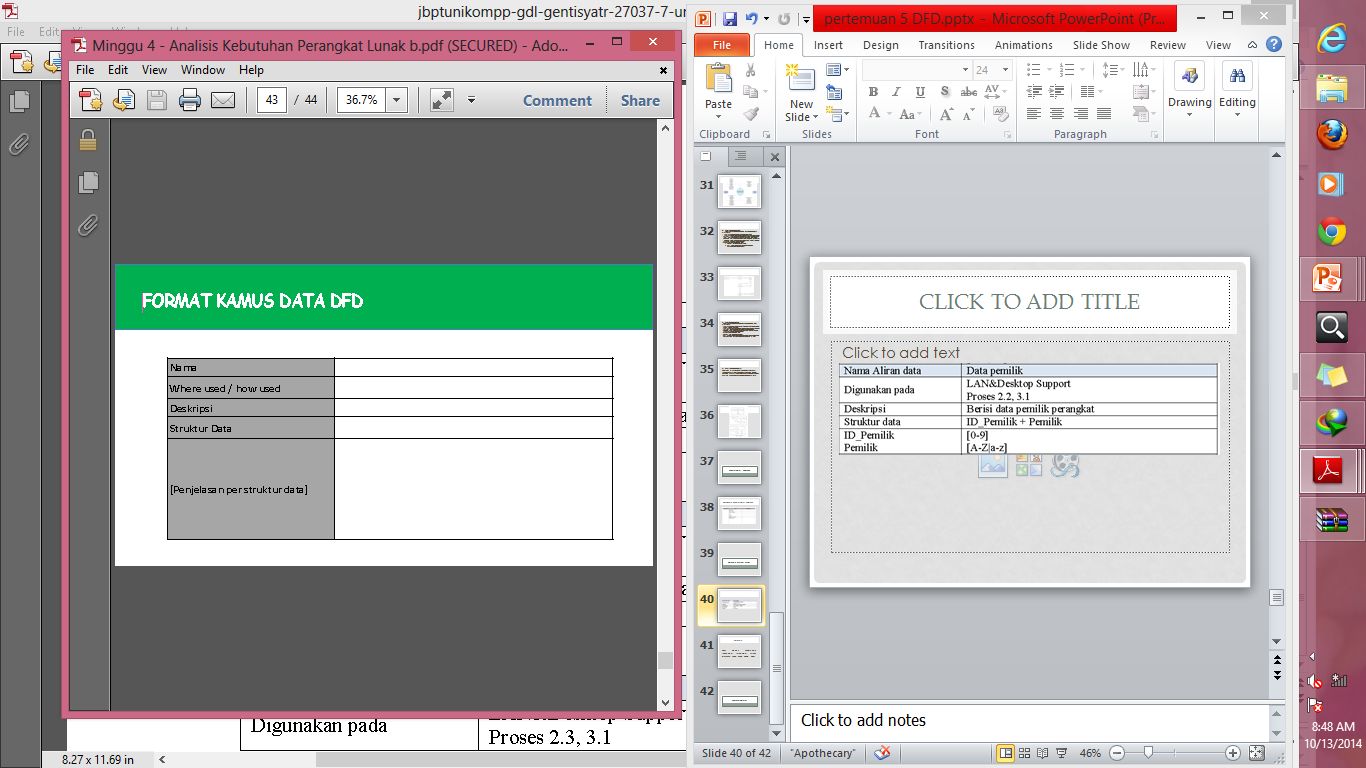 jbptunikompp-gdl-gentisyatr-27037-7-ur
File
Minggu 4 - Analisis Kebutuhan Perangkat Lunak b.pdf (SECURED) - Ado...
File Edit View Window Help
43 / 44 36.7% Comment Share
FORMAT KAMUS DATA DFD
Nama
Where used / how used
Deskripsi
Struktur Data
[Penjelasan per struktur data]
Digunakan pada
Proses 2.3, 3.1
8.27 x 11.69 in
pertemuan 5 DFD.pptx - Microsoft PowerPoint (Pr...
File Home Insert Design Transitions Animations Slide Show Review View
Paste
New Slide
24
Drawing
Editing
Clipboard Slides Font Paragraph
31
32
33
34
35
36
37
38
39
40
41
42
CLICK TO ADD TITLE
Click to add text
Nama Aliran data Data pemilik
Digunakan pada LAN&Desktop Support
Proses 2.2, 3.1
Deskripsi Berisi data pemilik perangkat
Struktur data ID_Pemilik + Pemilik
ID_Pemilik [0-9]
Pemilik [A-Z|a-z]
Click to add notes
Slide 40 of 42 "Apothecary" 46%
8:48 AM
10/13/2014